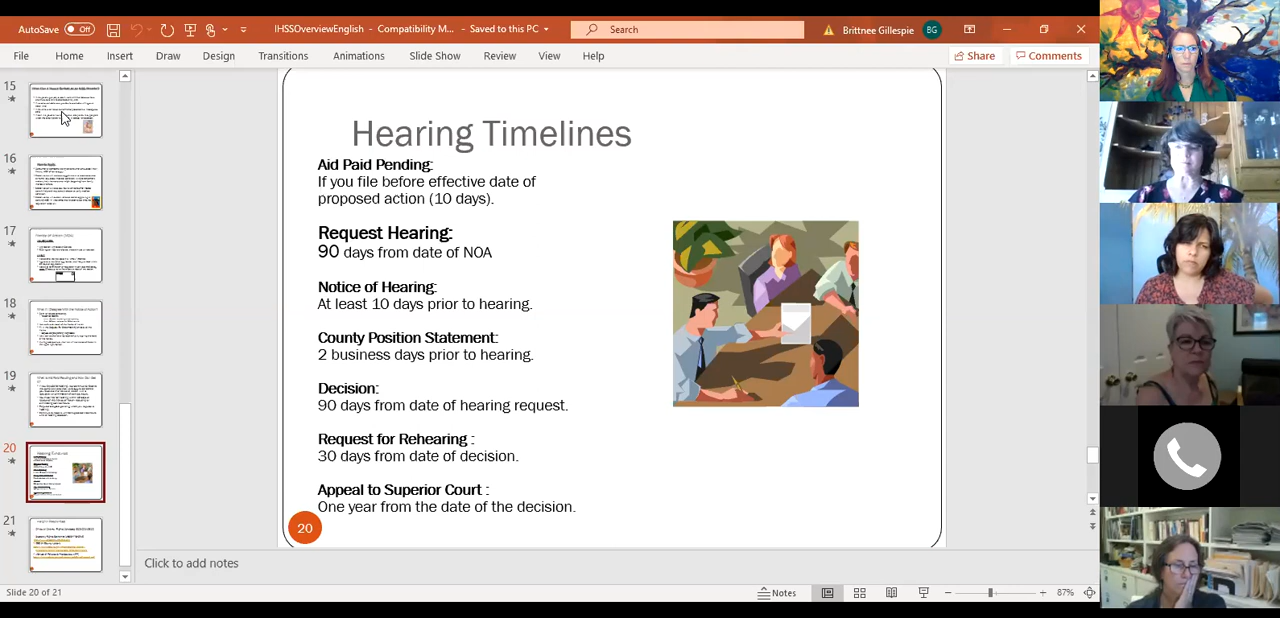 AutoSave
Off
IHSSOverviewEnglish - Compatibility M... - Saved to this PC
Search
Brittnee Gillespie
BG
File
Home
Insert
Draw
Design
Transitions
Animations
Slide Show
Review
View
Help
Share
Comments
15
16
17
18
19
20
21
Hearing Timelines
Aid Paid Pending:
If you file before effective date of
proposed action (10 days).
Request Hearing:
90 days from date of NOA
Notice of Hearing:
At least 10 days prior to hearing.
County Position Statement:
2 business days prior to hearing.
Decision:
90 days from date of hearing request.
Request for Rehearing :
30 days from date of decision.
Appeal to Superior Court :
One year from the date of the decision.
20
Click to add notes
Slide 20 of 21
Notes
87%